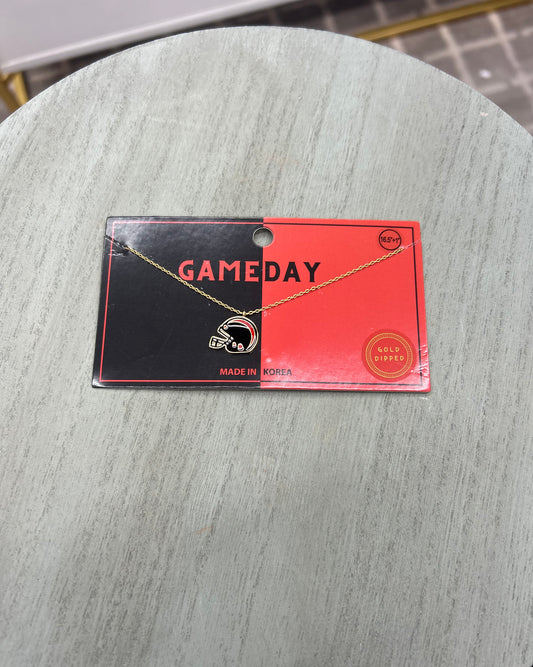 16.5"+1"
GAMEDAY
GOLD
DIPPED
MADE IN KOREA